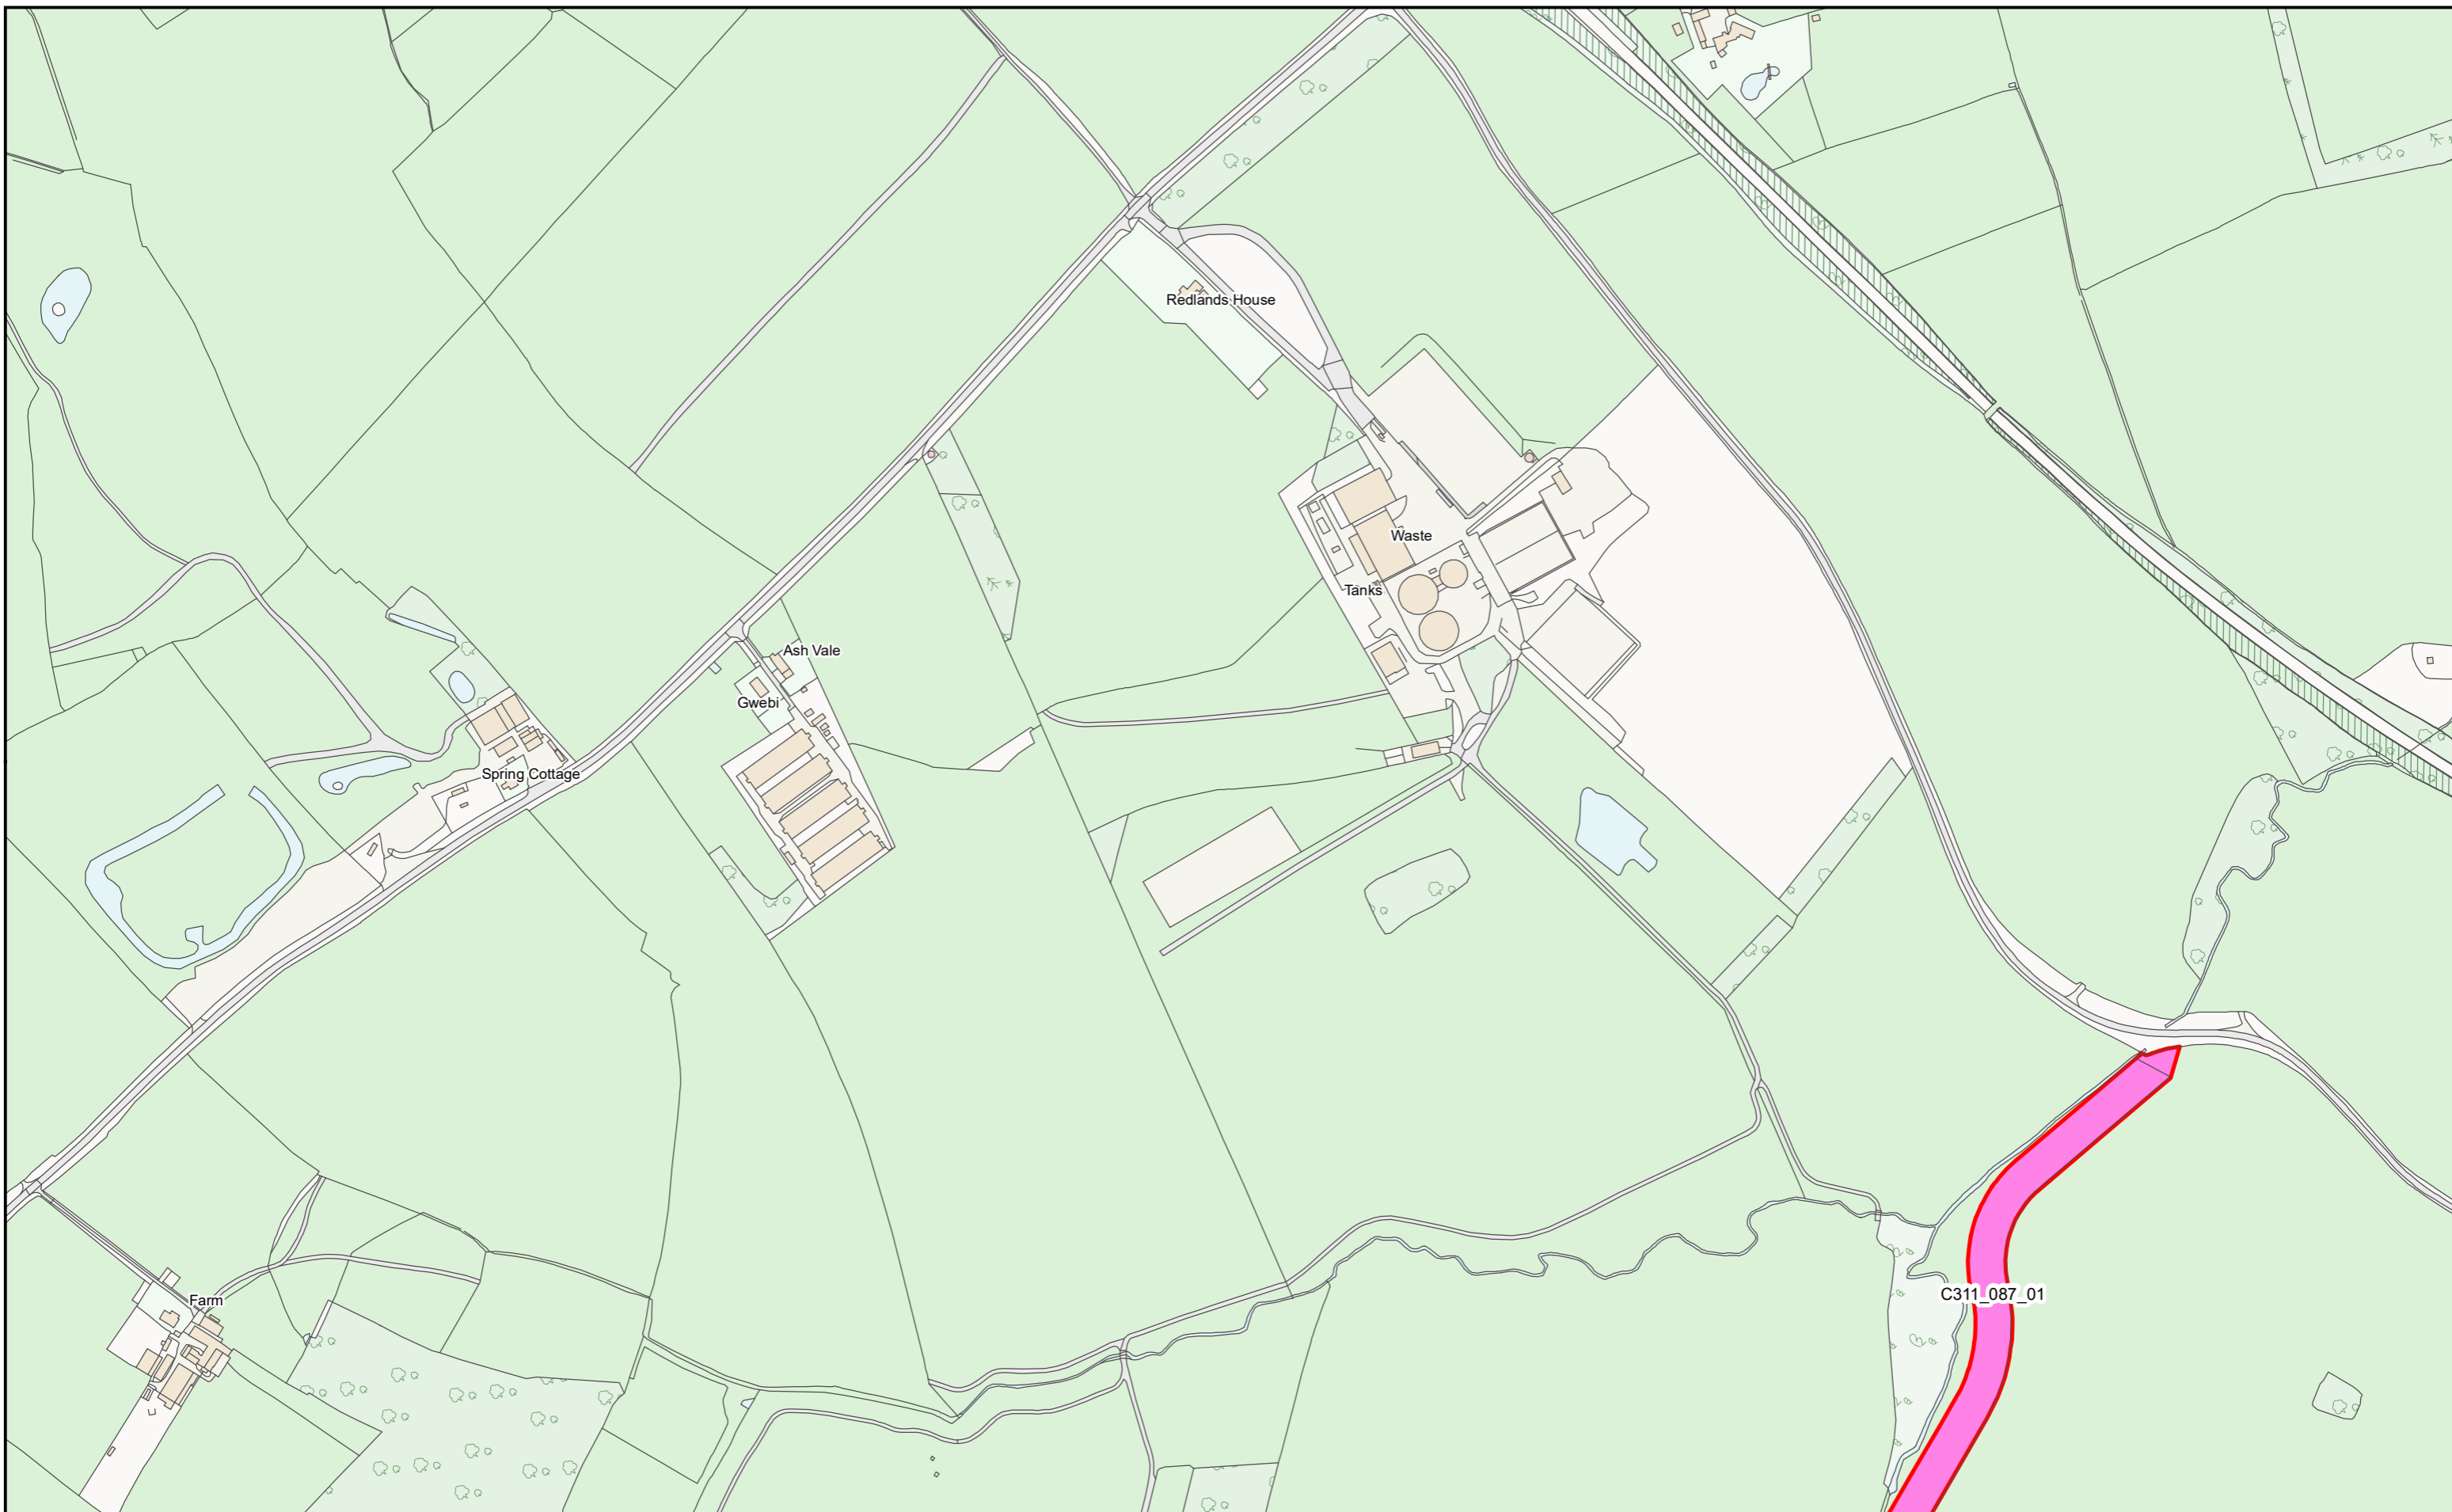 Redlands House
Waste
Tanks
Ash Vale
Gwebi
Spring Cottage
C311_087_01
Farm